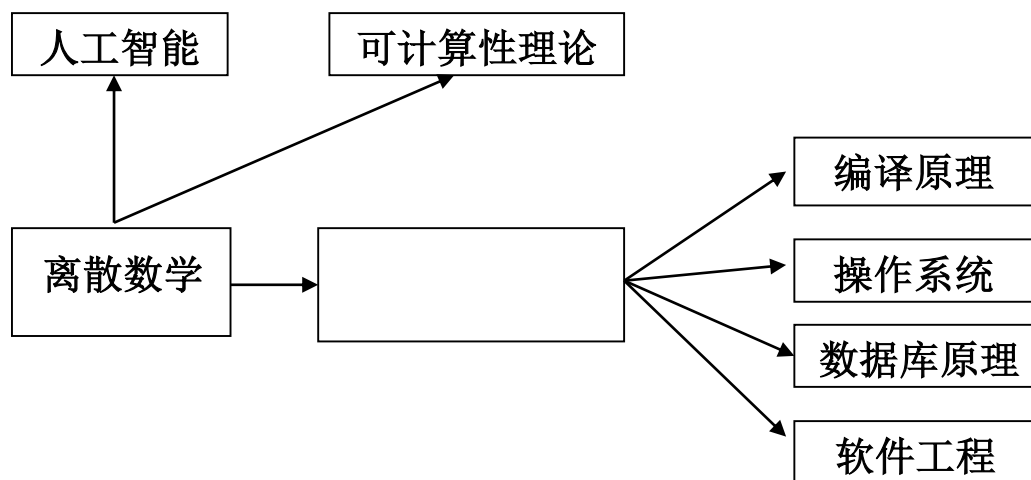 人工智能
可计算性理论
编译原理
离散数学
操作系统
数据库原理
软件工程